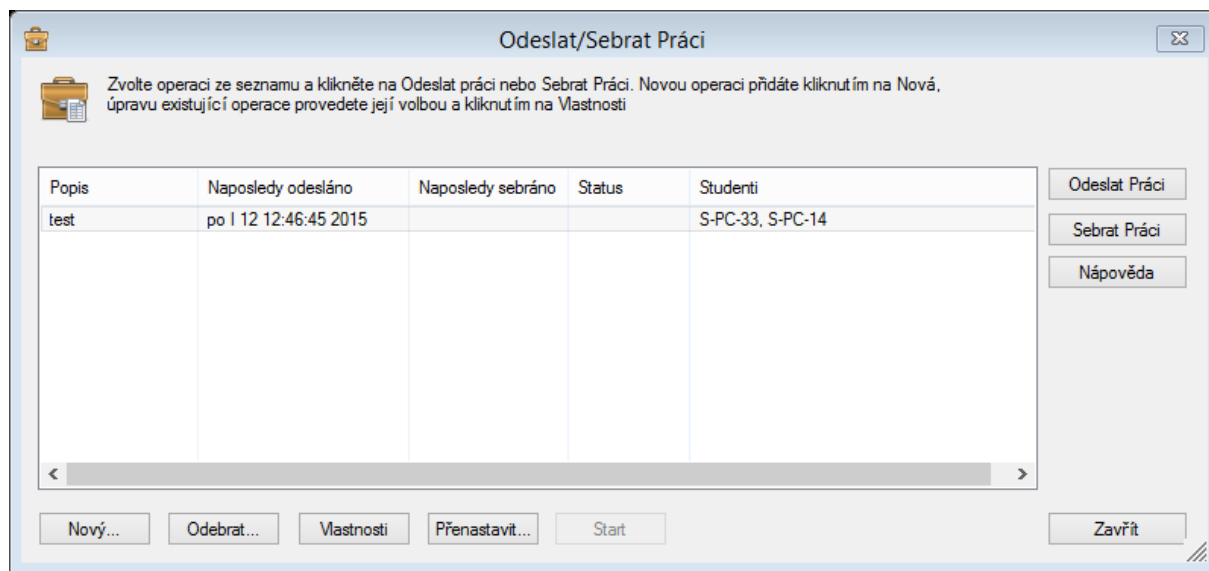 Odeslat/Sebrat Práci
Zvolte operaci ze seznamu a klikněte na Odeslat práci nebo Sebrat Práci. Novou operaci přidáte kliknutím na Nová,
úpravu existující operace provedete její volbou a kliknutím na Vlastnosti
Popis Naposledy odesláno Naposledy sebráno Status Studenti
test po I 12 12:46:45 2015 S-PC-33, S-PC-14
Odeslat Práci
Sebrat Práci
Nápověda
Nový... Odebrat... Vlastnosti Přenastavit... Start Zavřít